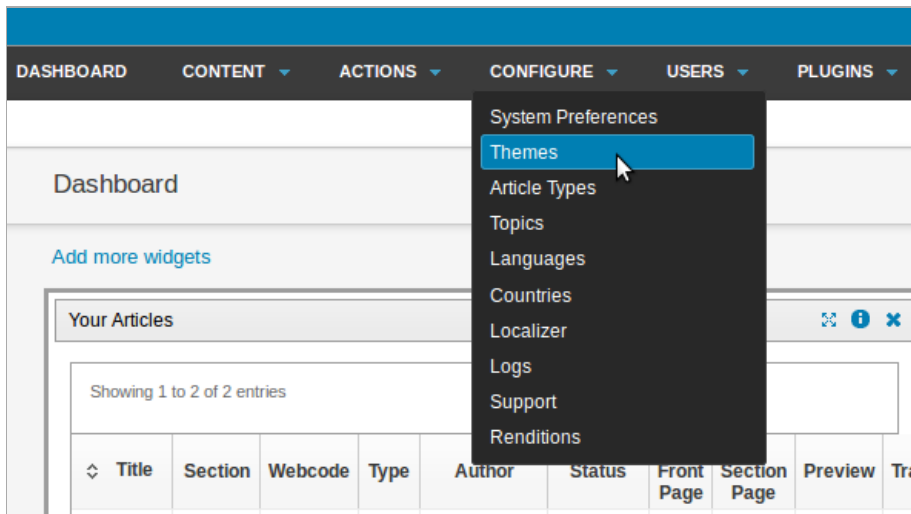 DASHBOARD CONTENT ACTIONS CONFIGURE USERS PLUGINS
System Preferences
Themes
Article Types
Topics
Languages
Countries
Localizer
Logs
Support
Renditions
Dashboard
Add more widgets
Your Articles
Showing 1 to 2 of 2 entries
Title Section Webcode Type Author Status Front Section Preview
Page Page